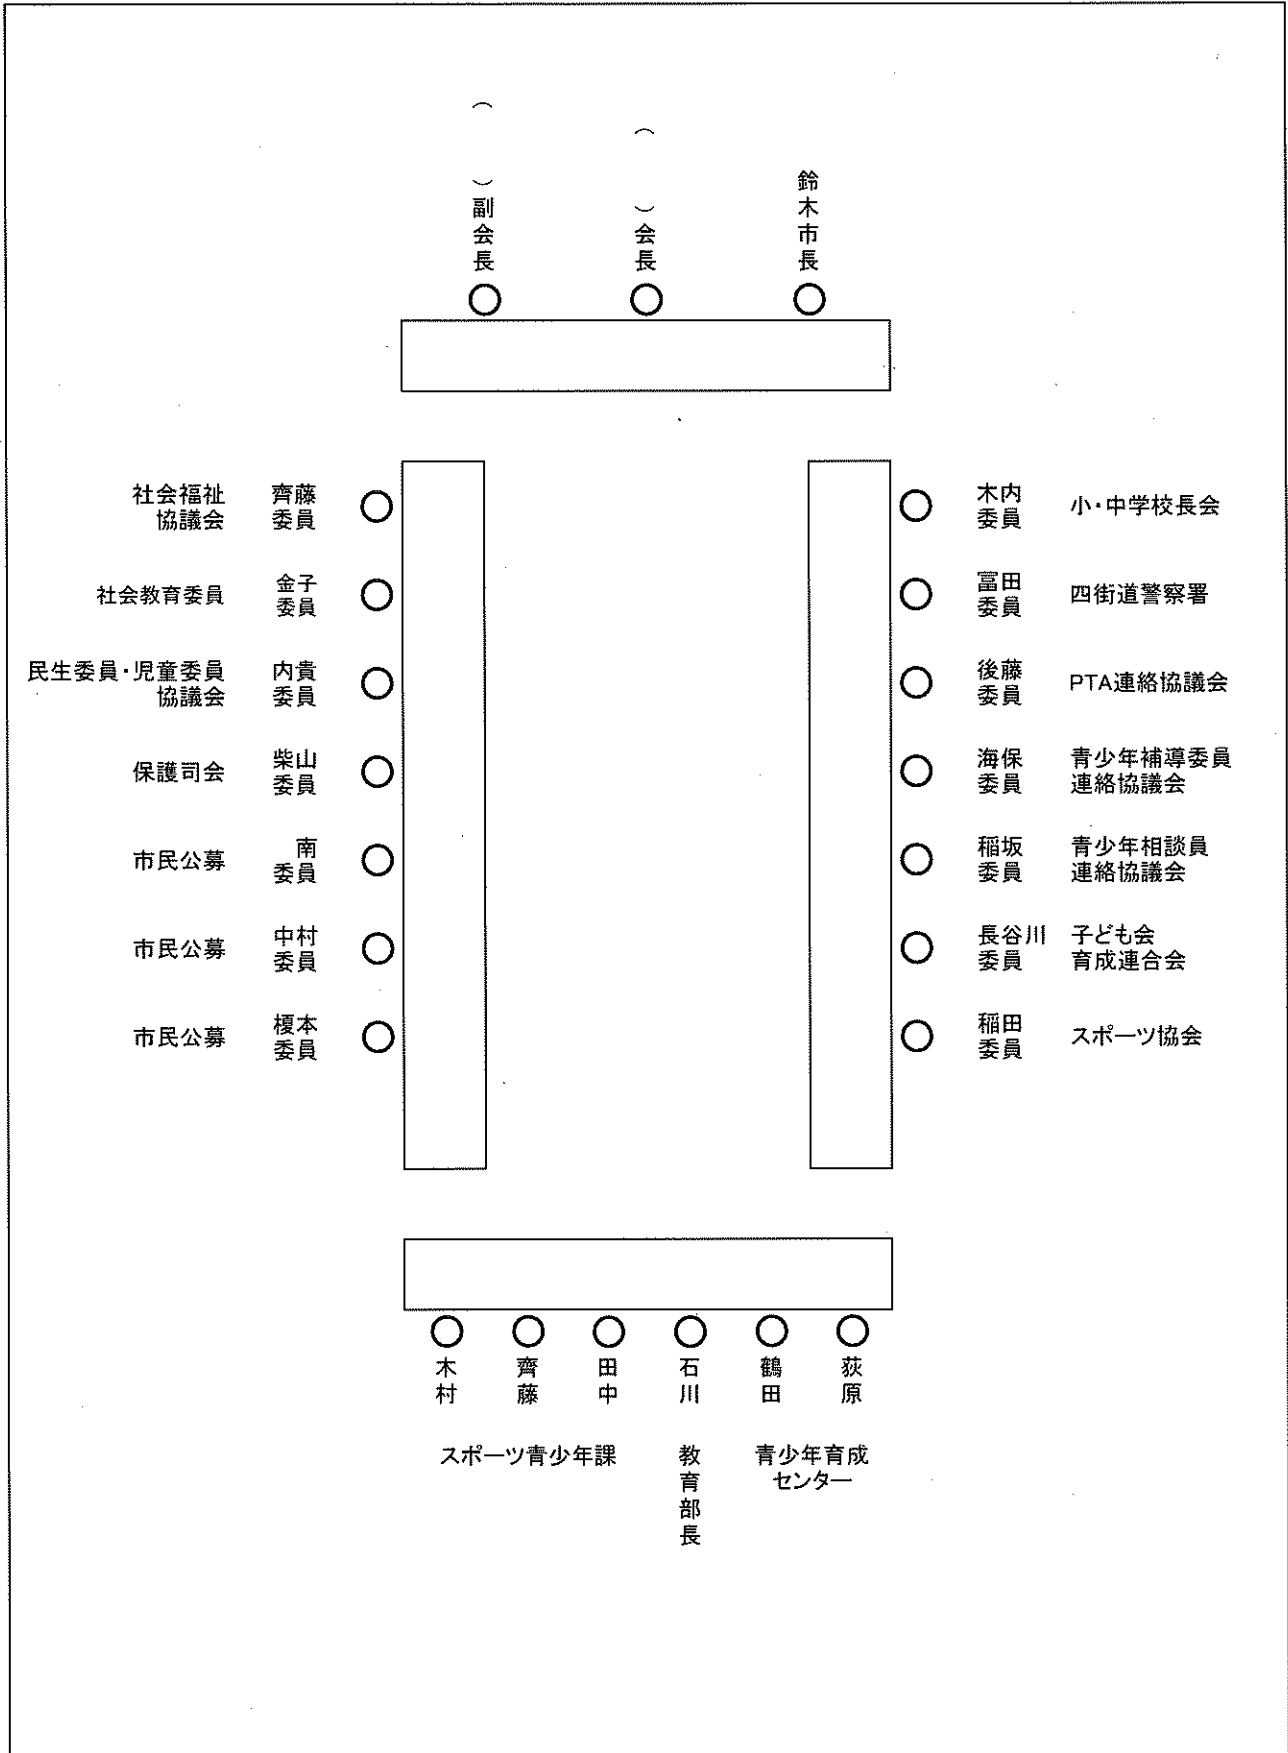 (　　)副会長
(　　)会長
鈴木市長
社会福祉
協議会
齊藤
委員
木内
委員
小・中学校長会
社会教育委員
金子
委員
冨田
委員
四街道警察署
民生委員・児童委員
協議会
内貴
委員
後藤
委員
PTA連絡協議会
保護司会
柴山
委員
海保
委員
青少年補導委員
連絡協議会
市民公募
南
委員
稲坂
委員
青少年相談員
連絡協議会
市民公募
中村
委員
長谷川
委員
子ども会
育成連合会
市民公募
榎本
委員
稲田
委員
スポーツ協会
木村
齊藤
田中
石川
鶴田
荻原
スポーツ青少年課
教育部長
青少年育成
センター